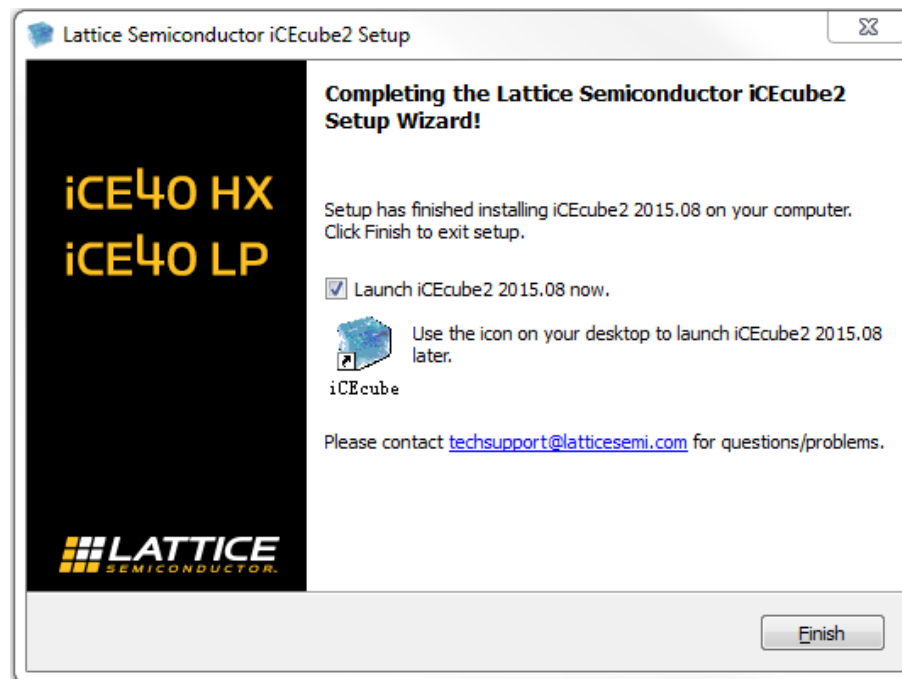 Lattice Semiconductor iCEcube2 Setup
iCE40 HX
iCE40 LP
LATTICE
SEMICONDUCTOR.
Completing the Lattice Semiconductor iCEcube2
Setup Wizard!
Setup has finished installing iCEcube2 2015.08 on your computer.
Click Finish to exit setup.
Launch iCEcube2 2015.08 now.
Use the icon on your desktop to launch iCEcube2 2015.08
later.
iCEcube
Please contact techsupport@latticesemi.com for questions/problems.
Finish